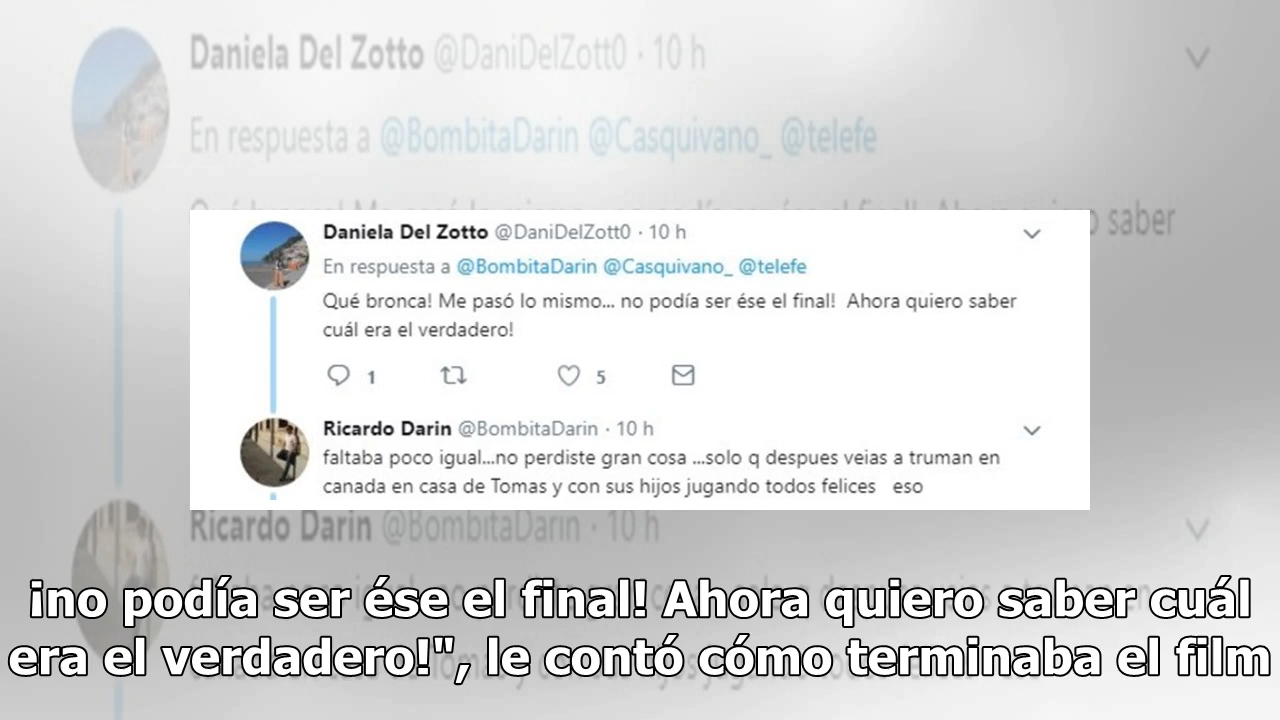 Daniela Del Zotto @DaniDelZott0 · 10 h
En respuesta a @BombitaDarin @Casquivano_ @telefe
saber
Daniela Del Zotto @DaniDelZott0 · 10 h
En respuesta a @BombitaDarin @Casquivano_ @telefe
Qué bronca! Me pasó lo mismo... no podía ser ése el final! Ahora quiero saber
cuál era el verdadero!
1 5
Ricardo Darin @BombitaDarin · 10 h
faltaba poco igual...no perdiste gran cosa ...solo q despues veias a truman en
canada en casa de Tomas y con sus hijos jugando todos felices eso
Ricardo Darin @BombitaDarin · 10 h
¡no podía ser ése el final! Ahora quiero saber cuál
era el verdadero!", le contó cómo terminaba el film